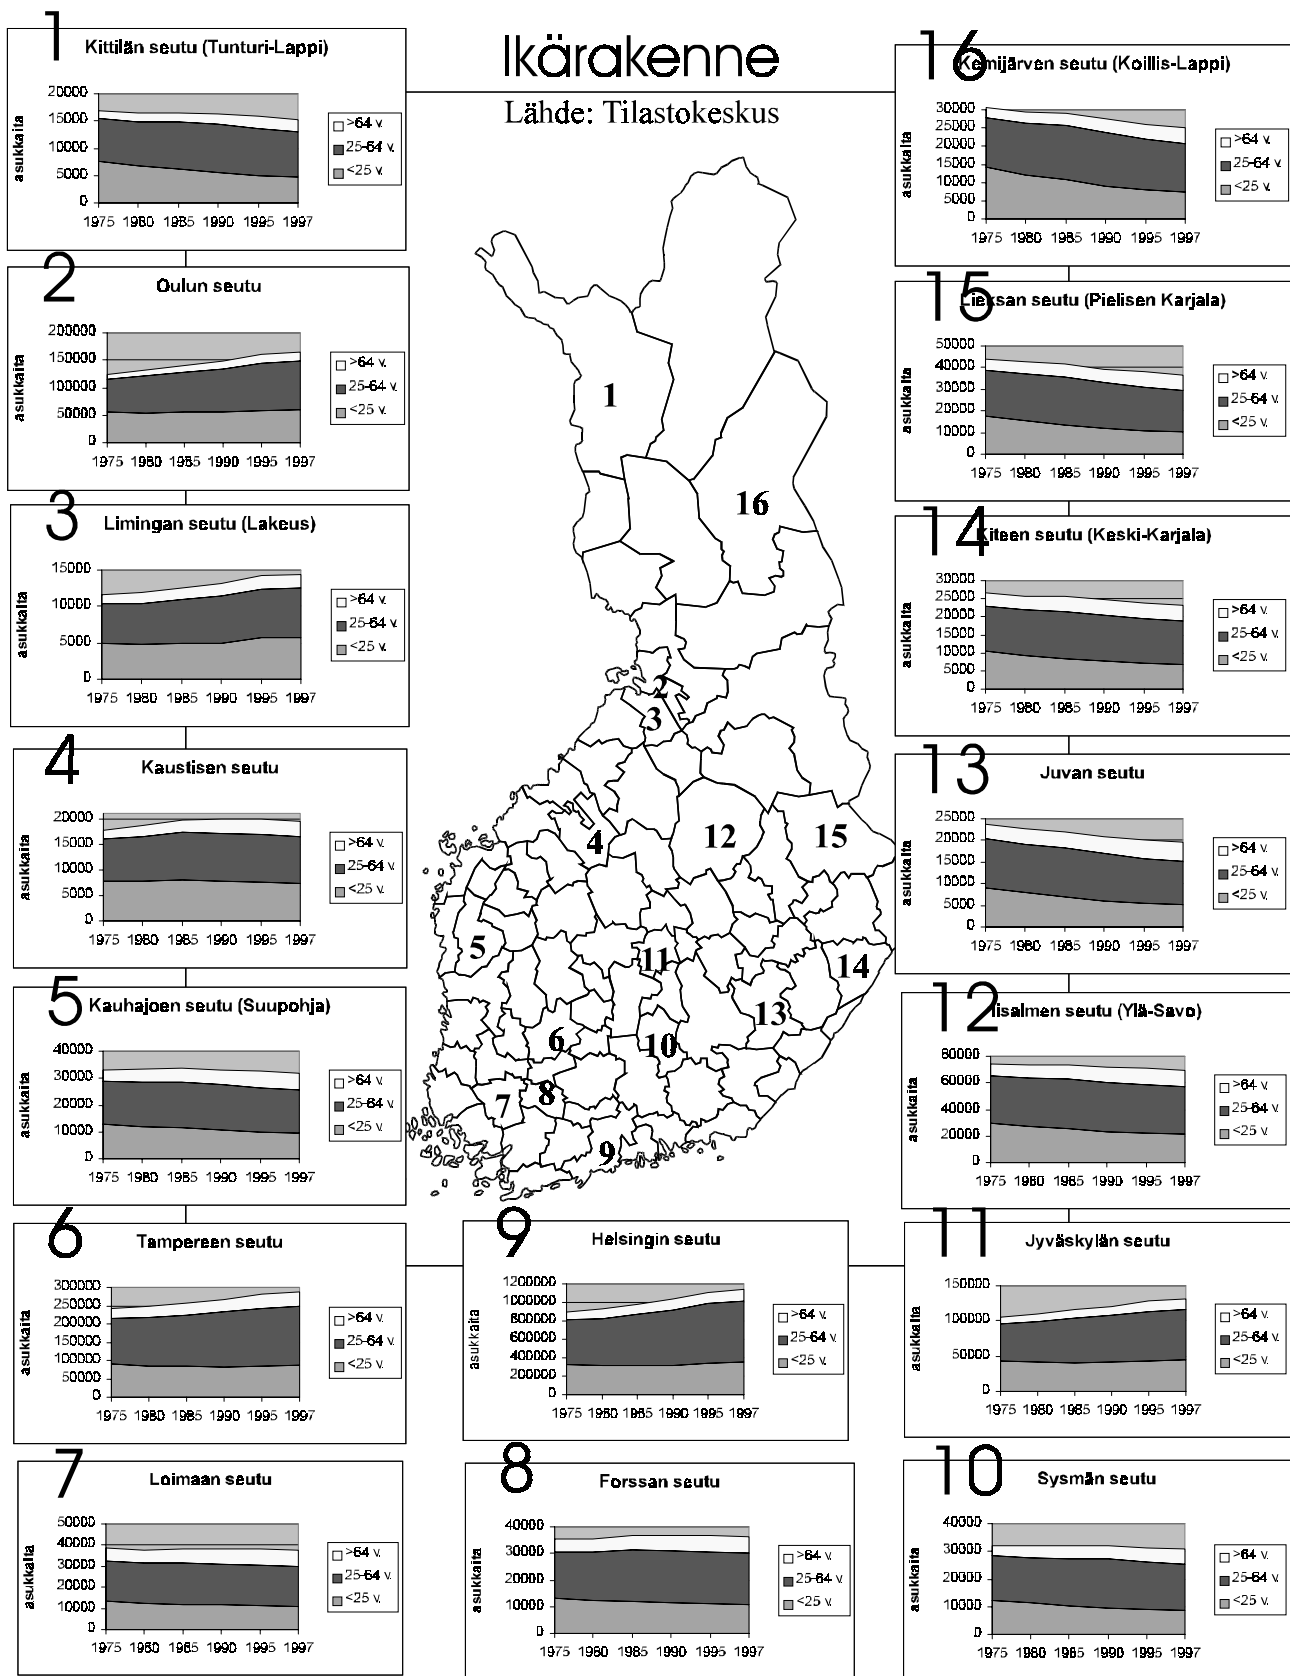 Ikärakenne
Lähde: Tilastokeskus
1
Kittilän seutu (Tunturi-Lappi)
asukkaita
20000
15000
10000
5000
0
1975 1980 1985 1990 1995 1997
>64 v.
25-64 v.
<25 v.
2
Oulun seutu
asukkaita
200000
150000
100000
50000
0
1975 1980 1985 1990 1995 1997
>64 v.
25-64 v.
<25 v.
3
Limingan seutu (Lakeus)
asukkaita
15000
10000
5000
0
1975 1980 1985 1990 1995 1997
>64 v.
25-64 v.
<25 v.
4
Kaustisen seutu
asukkaita
20000
15000
10000
5000
0
1975 1980 1985 1990 1995 1997
>64 v.
25-64 v.
<25 v.
5
Kauhajoen seutu (Suupohja)
asukkaita
40000
30000
20000
10000
0
1975 1980 1985 1990 1995 1997
>64 v.
25-64 v.
<25 v.
6
Tampereen seutu
asukkaita
300000
250000
200000
150000
100000
50000
0
1975 1980 1985 1990 1995 1997
>64 v.
25-64 v.
<25 v.
7
Loimaan seutu
asukkaita
50000
40000
30000
20000
10000
0
1975 1980 1985 1990 1995 1997
>64 v.
25-64 v.
<25 v.
8
Forssan seutu
asukkaita
40000
30000
20000
10000
0
1975 1980 1985 1990 1995 1997
>64 v.
25-64 v.
<25 v.
9
Helsingin seutu
asukkaita
1200000
1000000
800000
600000
400000
200000
0
1975 1980 1985 1990 1995 1997
>64 v.
25-64 v.
<25 v.
10
Sysmän seutu
asukkaita
40000
30000
20000
10000
0
1975 1980 1985 1990 1995 1997
>64 v.
25-64 v.
<25 v.
11
Jyväskylän seutu
asukkaita
150000
100000
50000
0
1975 1980 1985 1990 1995 1997
>64 v.
25-64 v.
<25 v.
12
Iisalmen seutu (Ylä-Savo)
asukkaita
80000
60000
40000
20000
0
1975 1980 1985 1990 1995 1997
>64 v.
25-64 v.
<25 v.
13
Juvan seutu
asukkaita
25000
20000
15000
10000
5000
0
1975 1980 1985 1990 1995 1997
>64 v.
25-64 v.
<25 v.
14
Kiteen seutu (Keski-Karjala)
asukkaita
30000
25000
20000
15000
10000
5000
0
1975 1980 1985 1990 1995 1997
>64 v.
25-64 v.
<25 v.
15
Lieksan seutu (Pielisen Karjala)
asukkaita
50000
40000
30000
20000
10000
0
1975 1980 1985 1990 1995 1997
>64 v.
25-64 v.
<25 v.
16
Kemijärven seutu (Koillis-Lappi)
asukkaita
30000
25000
20000
15000
10000
5000
0
1975 1980 1985 1990 1995 1997
>64 v.
25-64 v.
<25 v.
1
16
2
3
4
12
15
5
11
14
13
6
10
8
7
9